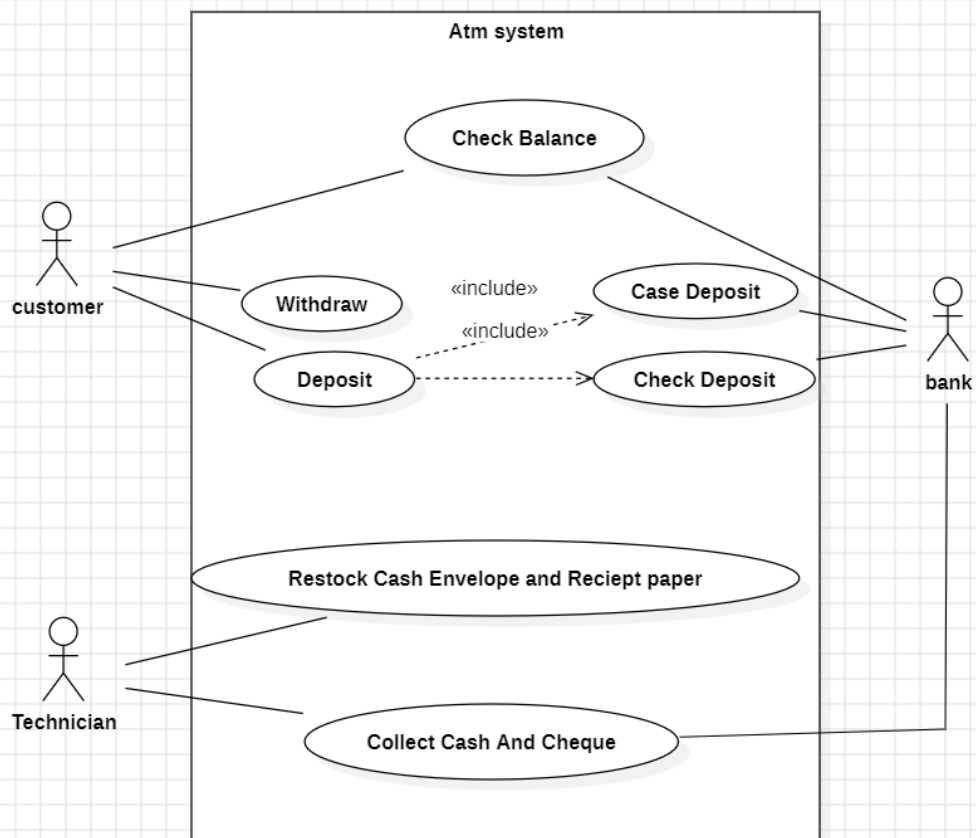 Atm system
Check Balance
customer
«include»
Withdraw
Case Deposit
«include»
Deposit
Check Deposit
bank
Restock Cash Envelope and Reciept paper
Technician
Collect Cash And Cheque